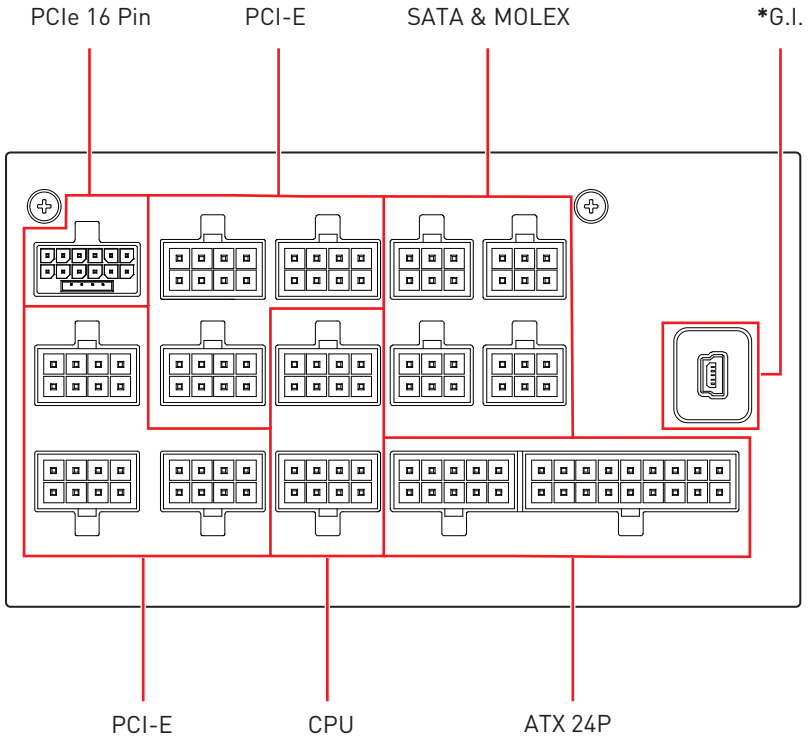 PCIe 16 Pin
PCI-E
SATA & MOLEX
*G.I.
PCI-E
CPU
ATX 24P